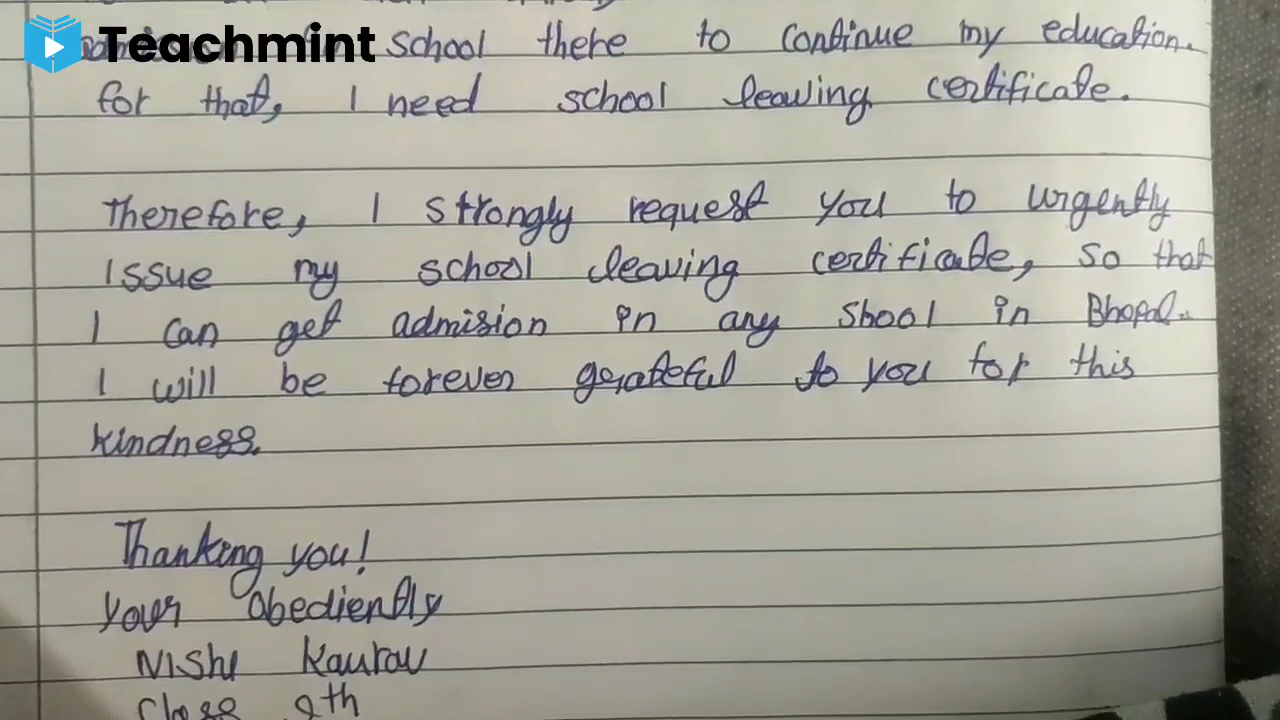 Teachmint
school there to continue my education.
for that, I need school leaving certificate.
Therefore, I strongly request you to urgently
issue my school leaving certificate, so that
I can get admision in any shool in Bhopal.
I will be forever grateful to you for this
kindness.
Thanking you!
your obediently
Nishi Kaurav
Class 9th